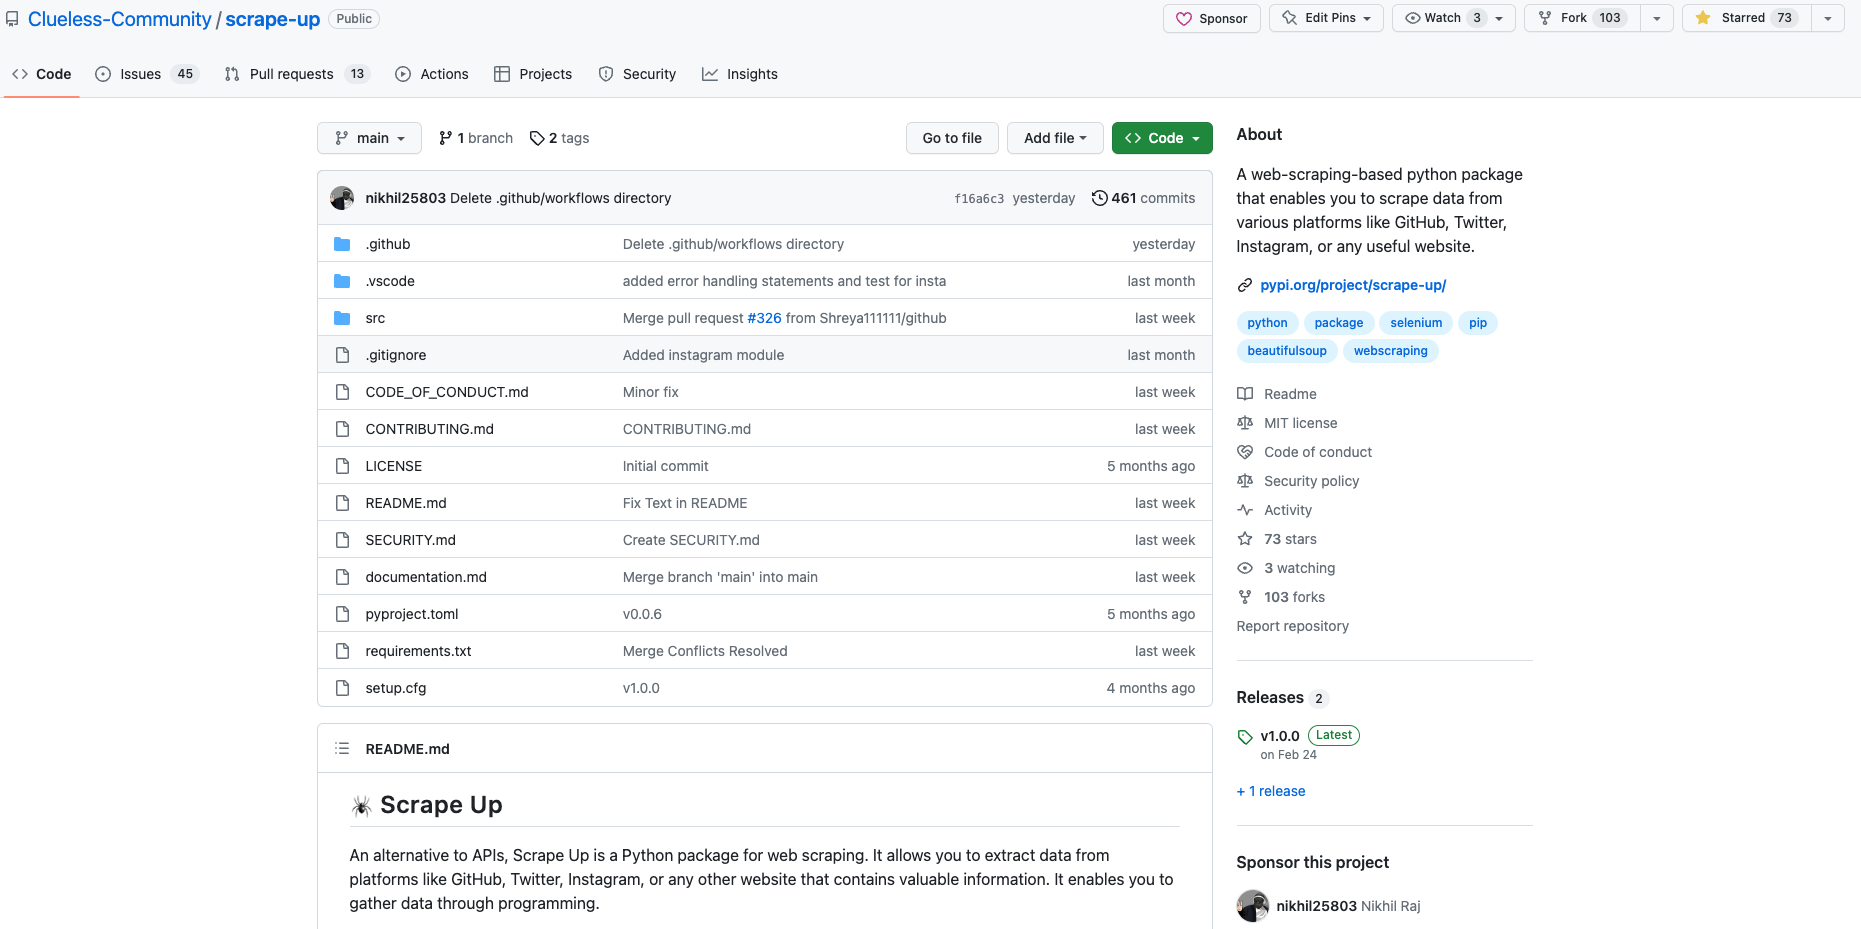 Clueless-Community / scrape-up Public
Sponsor Edit Pins Watch 3 Fork 103 Starred 73
Code Issues 45 Pull requests 13 Actions Projects Security Insights
main 1 branch 2 tags Go to file Add file Code
nikhil25803 Delete .github/workflows directory f16a6c3 yesterday 461 commits
.github Delete .github/workflows directory yesterday
.vscode added error handling statements and test for insta last month
src Merge pull request #326 from Shreya111111/github last week
.gitignore Added instagram module last month
CODE_OF_CONDUCT.md Minor fix last week
CONTRIBUTING.md CONTRIBUTING.md last week
LICENSE Initial commit 5 months ago
README.md Fix Text in README last week
SECURITY.md Create SECURITY.md last week
documentation.md Merge branch 'main' into main last week
pyproject.toml v0.0.6 5 months ago
requirements.txt Merge Conflicts Resolved last week
setup.cfg v1.0.0 4 months ago
README.md
Scrape Up
An alternative to APIs, Scrape Up is a Python package for web scraping. It allows you to extract data from
platforms like GitHub, Twitter, Instagram, or any other website that contains valuable information. It enables you to
gather data through programming.
About
A web-scraping-based python package
that enables you to scrape data from
various platforms like GitHub, Twitter,
Instagram, or any useful website.
pypi.org/project/scrape-up/
python package selenium pip
beautifulsoup webscraping
Readme
MIT license
Code of conduct
Security policy
Activity
73 stars
3 watching
103 forks
Report repository
Releases 2
v1.0.0 Latest
on Feb 24
+ 1 release
Sponsor this project
nikhil25803 Nikhil Raj